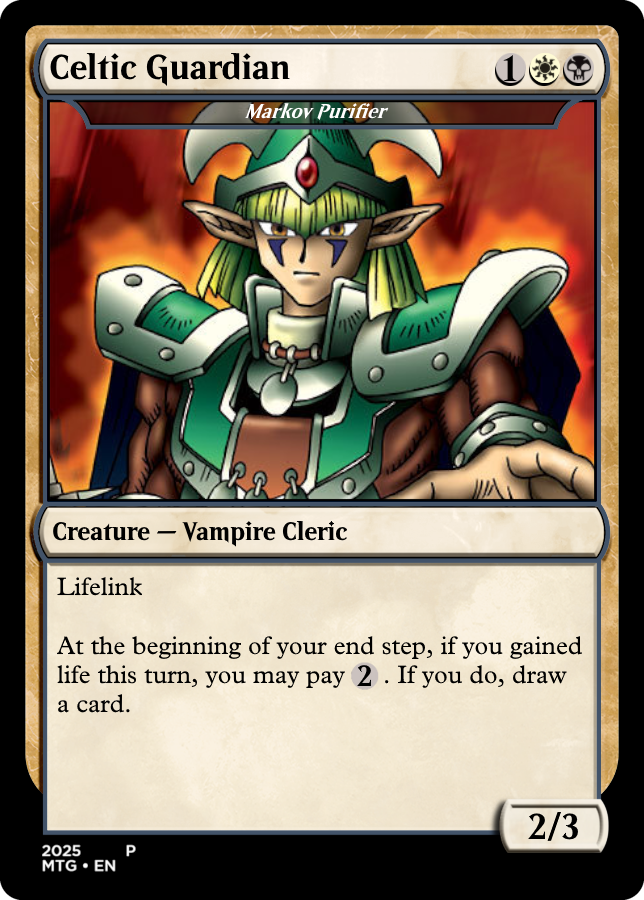 Celtic Guardian 1
Markov Purifier
Creature — Vampire Cleric
Lifelink
At the beginning of your end step, if you gained
life this turn, you may pay 2 . If you do, draw
a card.
2/3
2025 P
MTG • EN